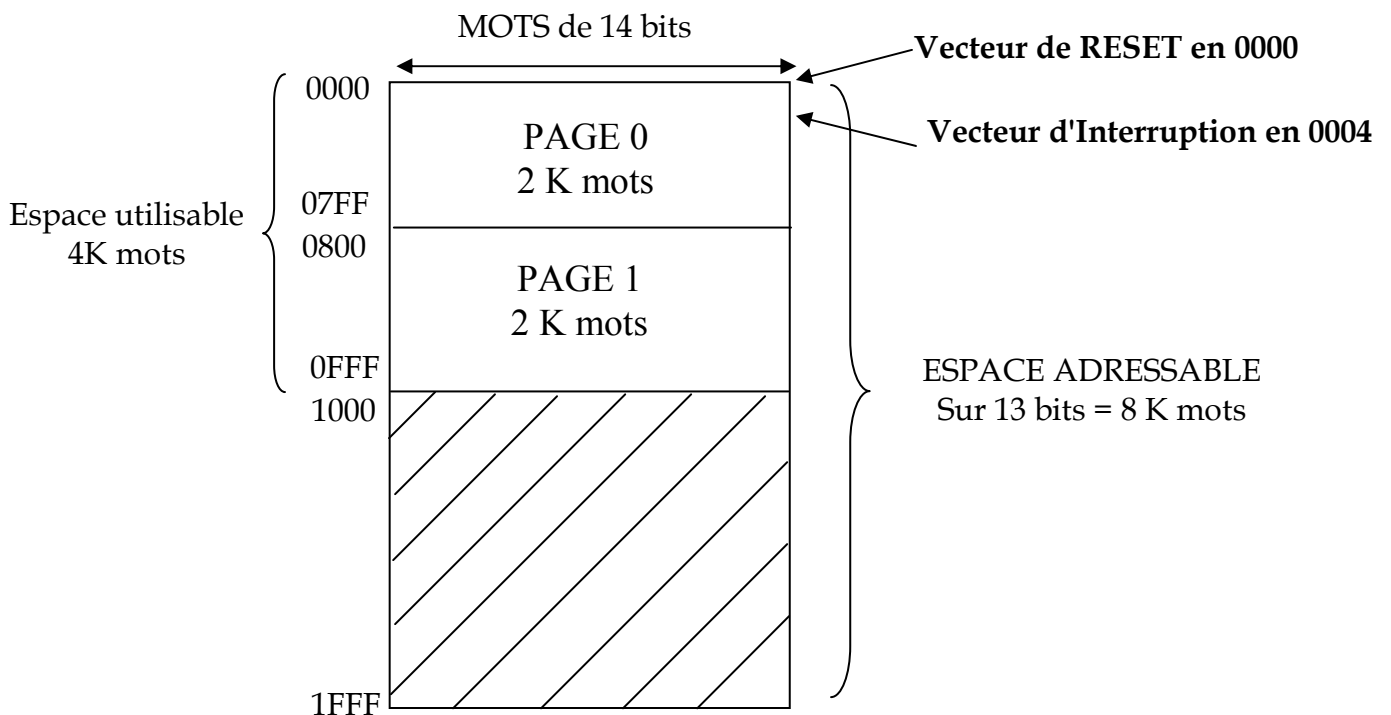 MOTS de 14 bits
Vecteur de RESET en 0000
0000
Vecteur d'Interruption en 0004
PAGE 0
2 K mots
07FF
Espace utilisable
4K mots
0800
PAGE 1
2 K mots
0FFF
1000
ESPACE ADRESSABLE
Sur 13 bits = 8 K mots
1FFF